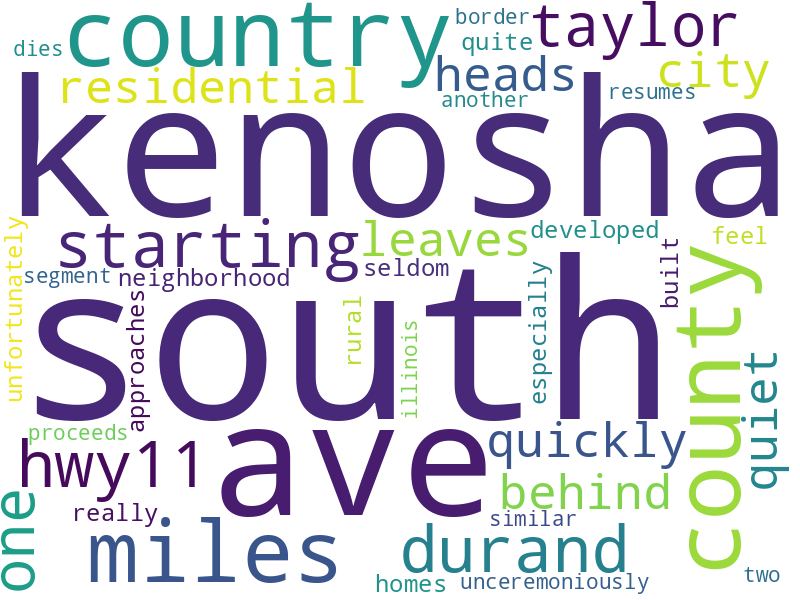 border
taylor
country
dies
quite
heads
city
residential
another
resumes
kenosha
starting
leaves
developed
feel
unfortunately
segment
neighborhood
seldom
built
approaches
south
rural
illinois
especially
county
quiet
proceeds
hwy11
ave
quickly
behind
one
really
miles
similar
durand
homes
unceremoniously
two